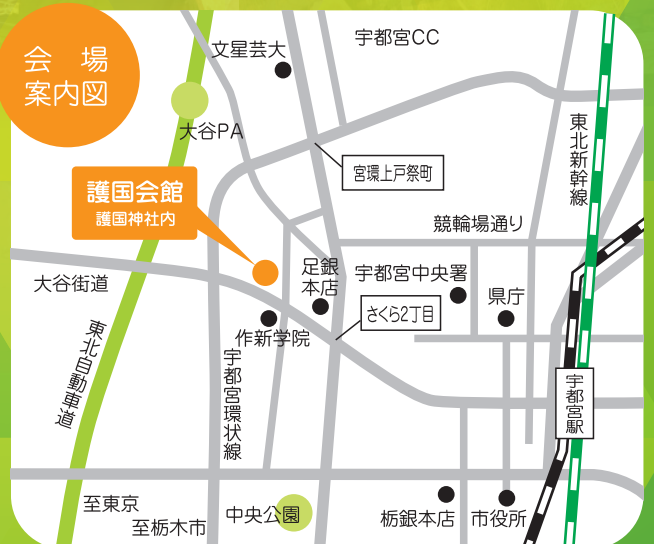 会場
案内図
文星芸大
宇都宮CC
大谷PA
東北新幹線
宮環上戸祭町
護国会館
護国神社内
競輪場通り
大谷街道
足銀
本店
宇都宮中央署
県庁
さくら2丁目
作新学院
東北自動車道
宇都宮環状線
宇都宮駅
至東京
至栃木市
中央公園
栃銀本店
市役所